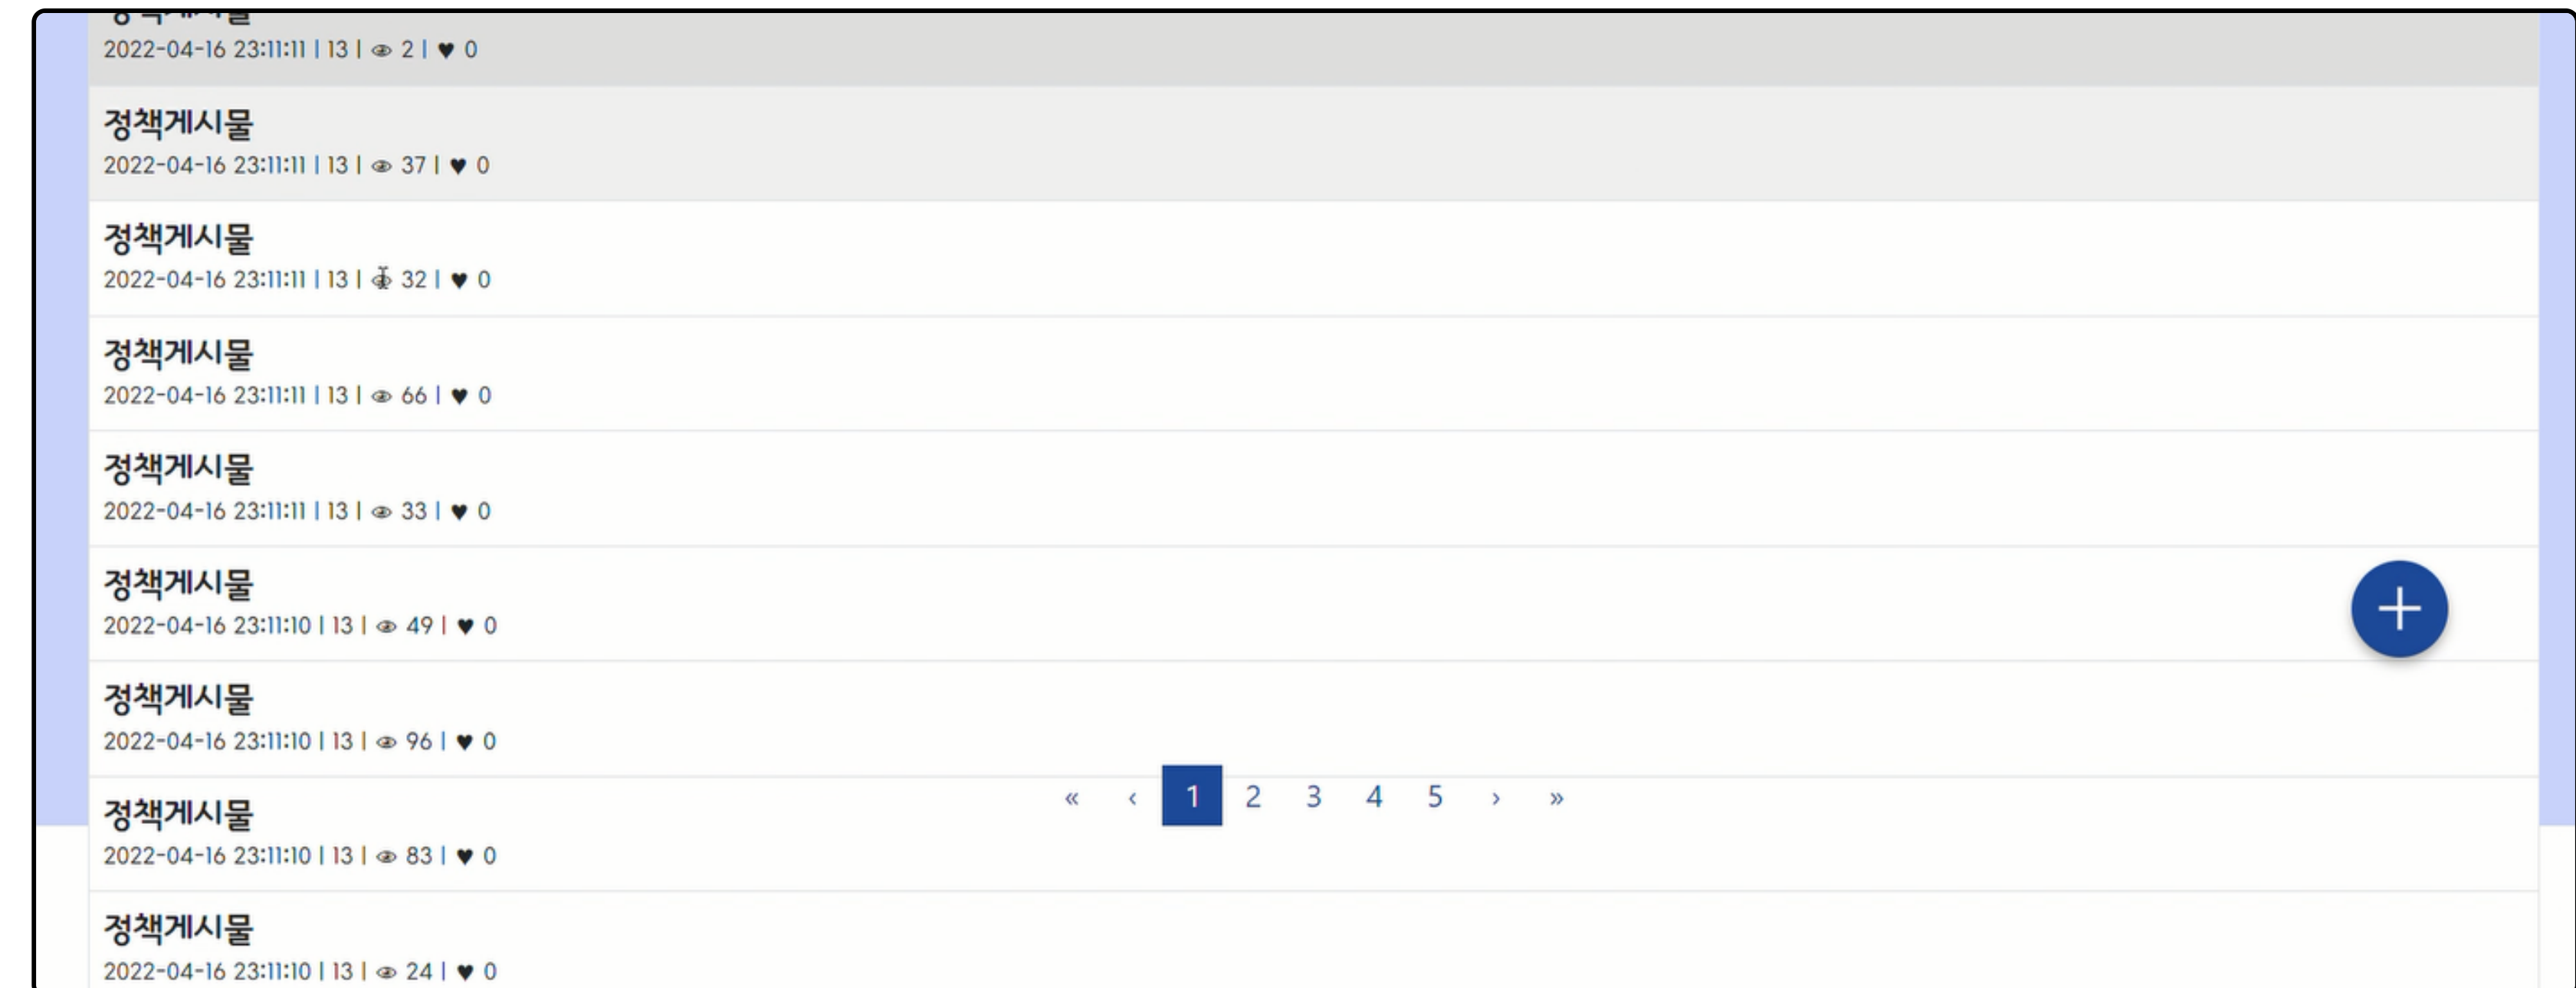 2022-04-16 23:11:11 | 13 | 👁 2 | ♥ 0
정책게시물
2022-04-16 23:11:11 | 13 | 👁 37 | ♥ 0
정책게시물
2022-04-16 23:11:11 | 13 | 👁 32 | ♥ 0
정책게시물
2022-04-16 23:11:11 | 13 | 👁 66 | ♥ 0
정책게시물
2022-04-16 23:11:11 | 13 | 👁 33 | ♥ 0
정책게시물
2022-04-16 23:11:10 | 13 | 👁 49 | ♥ 0
정책게시물
2022-04-16 23:11:10 | 13 | 👁 96 | ♥ 0
« ‹ 1 2 3 4 5 › »
정책게시물
2022-04-16 23:11:10 | 13 | 👁 83 | ♥ 0
정책게시물
2022-04-16 23:11:10 | 13 | 👁 24 | ♥ 0